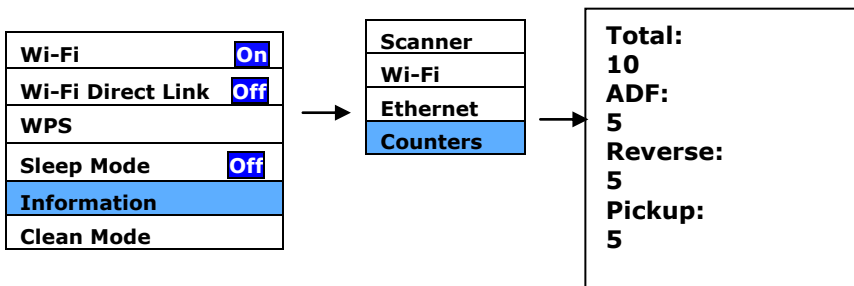 Wi-Fi On
Wi-Fi Direct Link Off
WPS
Sleep Mode Off
Information
Clean Mode
Scanner
Wi-Fi
Ethernet
Counters
Total:
10
ADF:
5
Reverse:
5
Pickup:
5